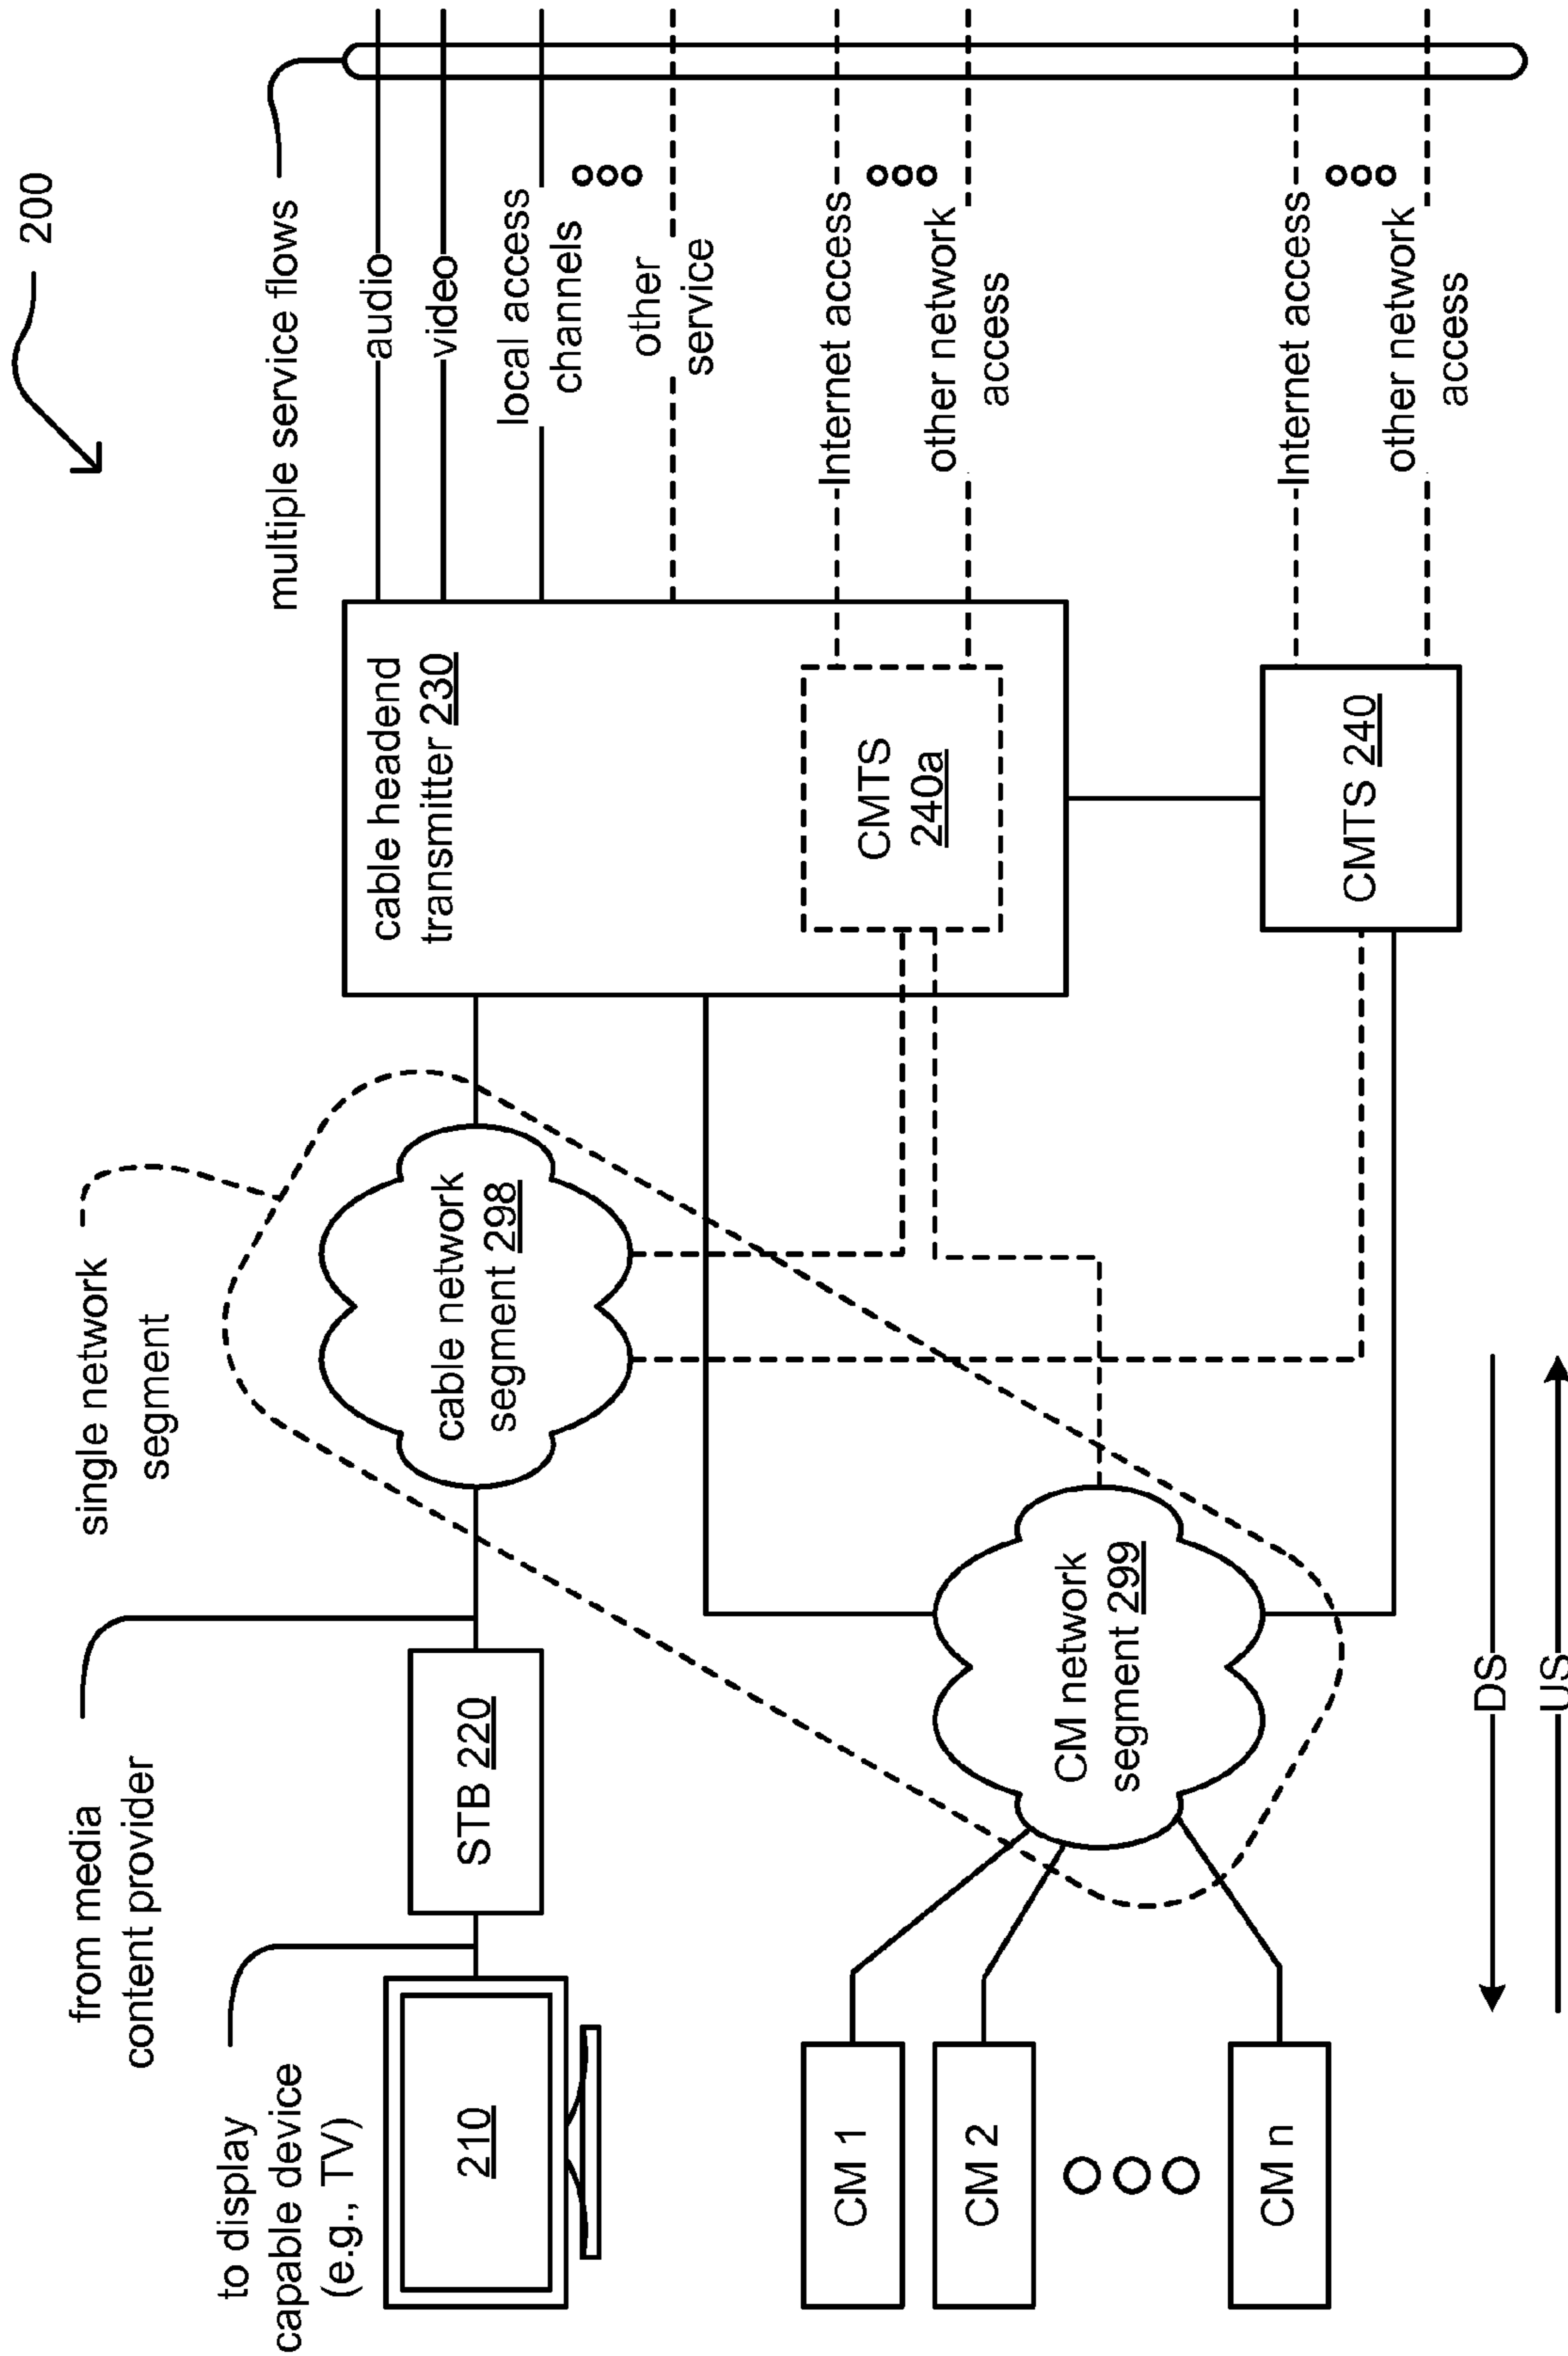 200
multiple service flows
audio
video
local access
channels
other
service
Internet access
other network
access
Internet access
other network
access
cable headend
transmitter 230
CMTS
240a
CMTS 240
single network
segment
cable network
segment 298
CM network
segment 299
from media
content provider
STB 220
to display
capable device
(e.g., TV)
210
CM 1
CM 2
CM n
DS
US